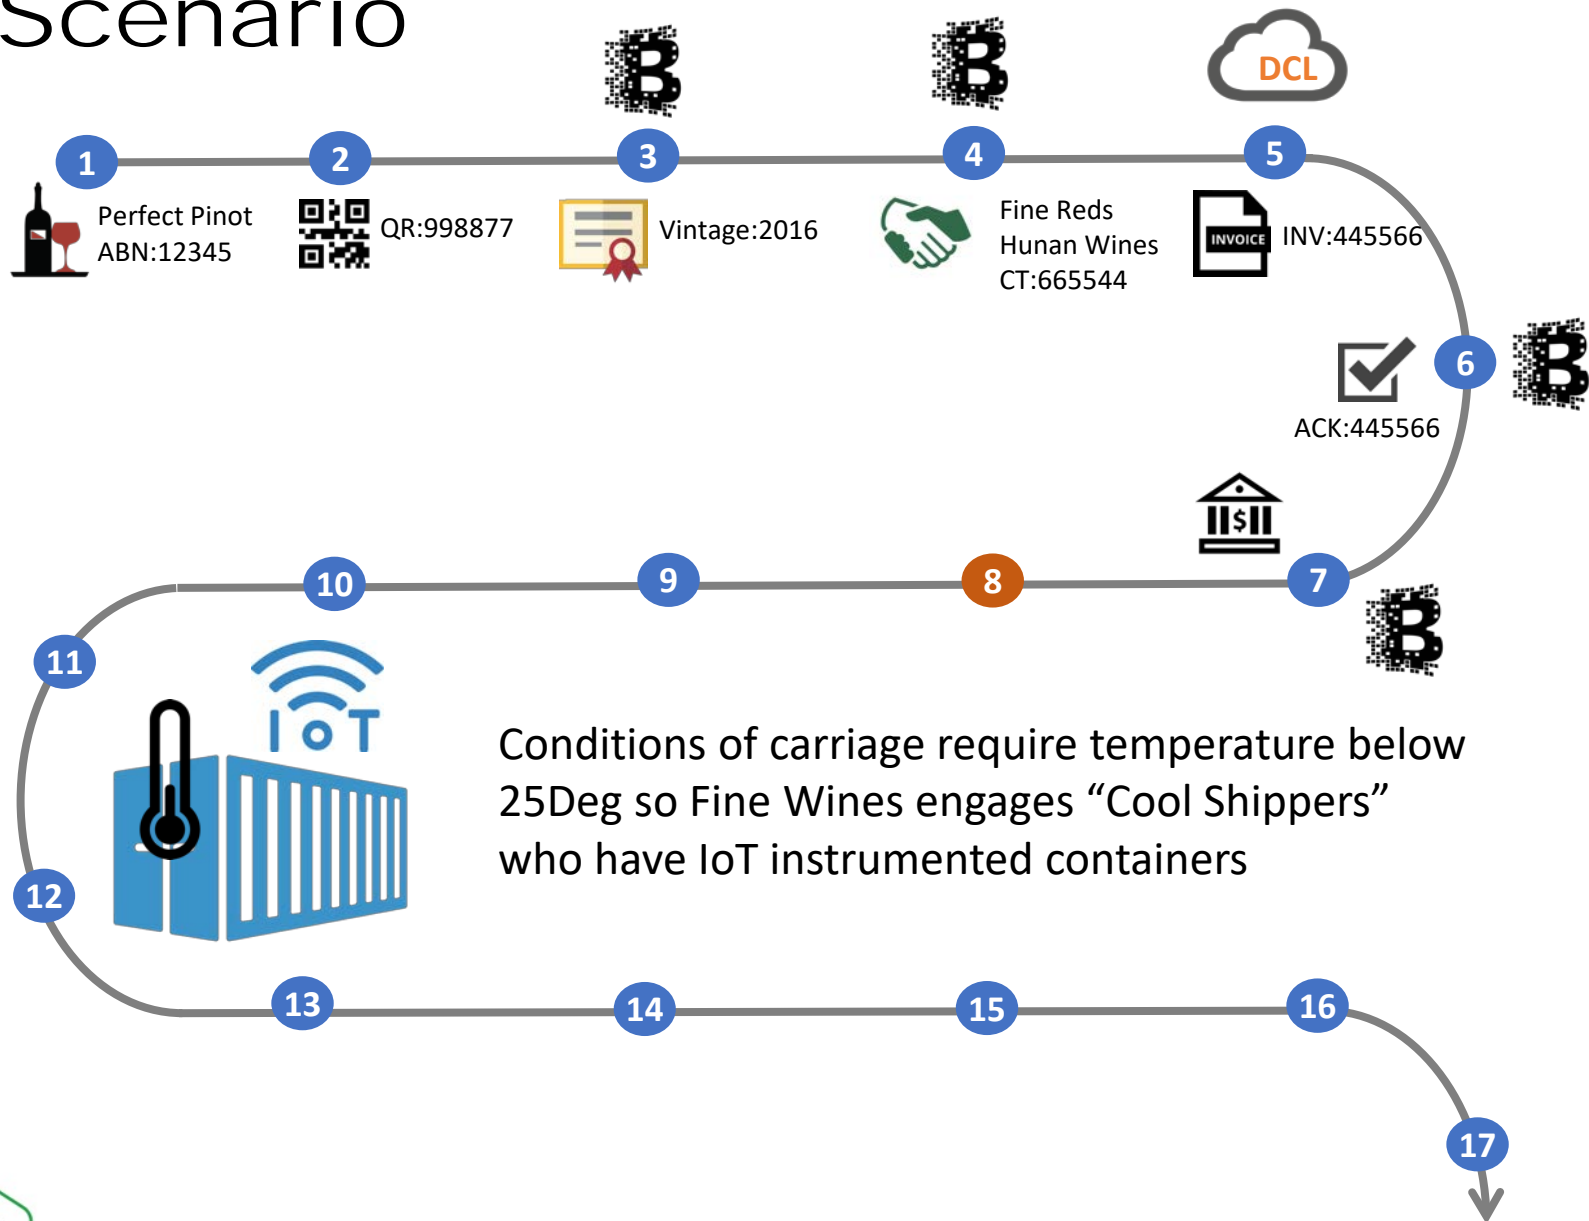 Scenario
DCL
1
2
3
4
5
Perfect Pinot
ABN:12345
QR:998877
Vintage:2016
Fine Reds
Hunan Wines
CT:665544
INVOICE
INV:445566
6
ACK:445566
$
10
9
8
7
11
IoT
Conditions of carriage require temperature below
25Deg so Fine Wines engages “Cool Shippers”
who have IoT instrumented containers
12
13
14
15
16
17